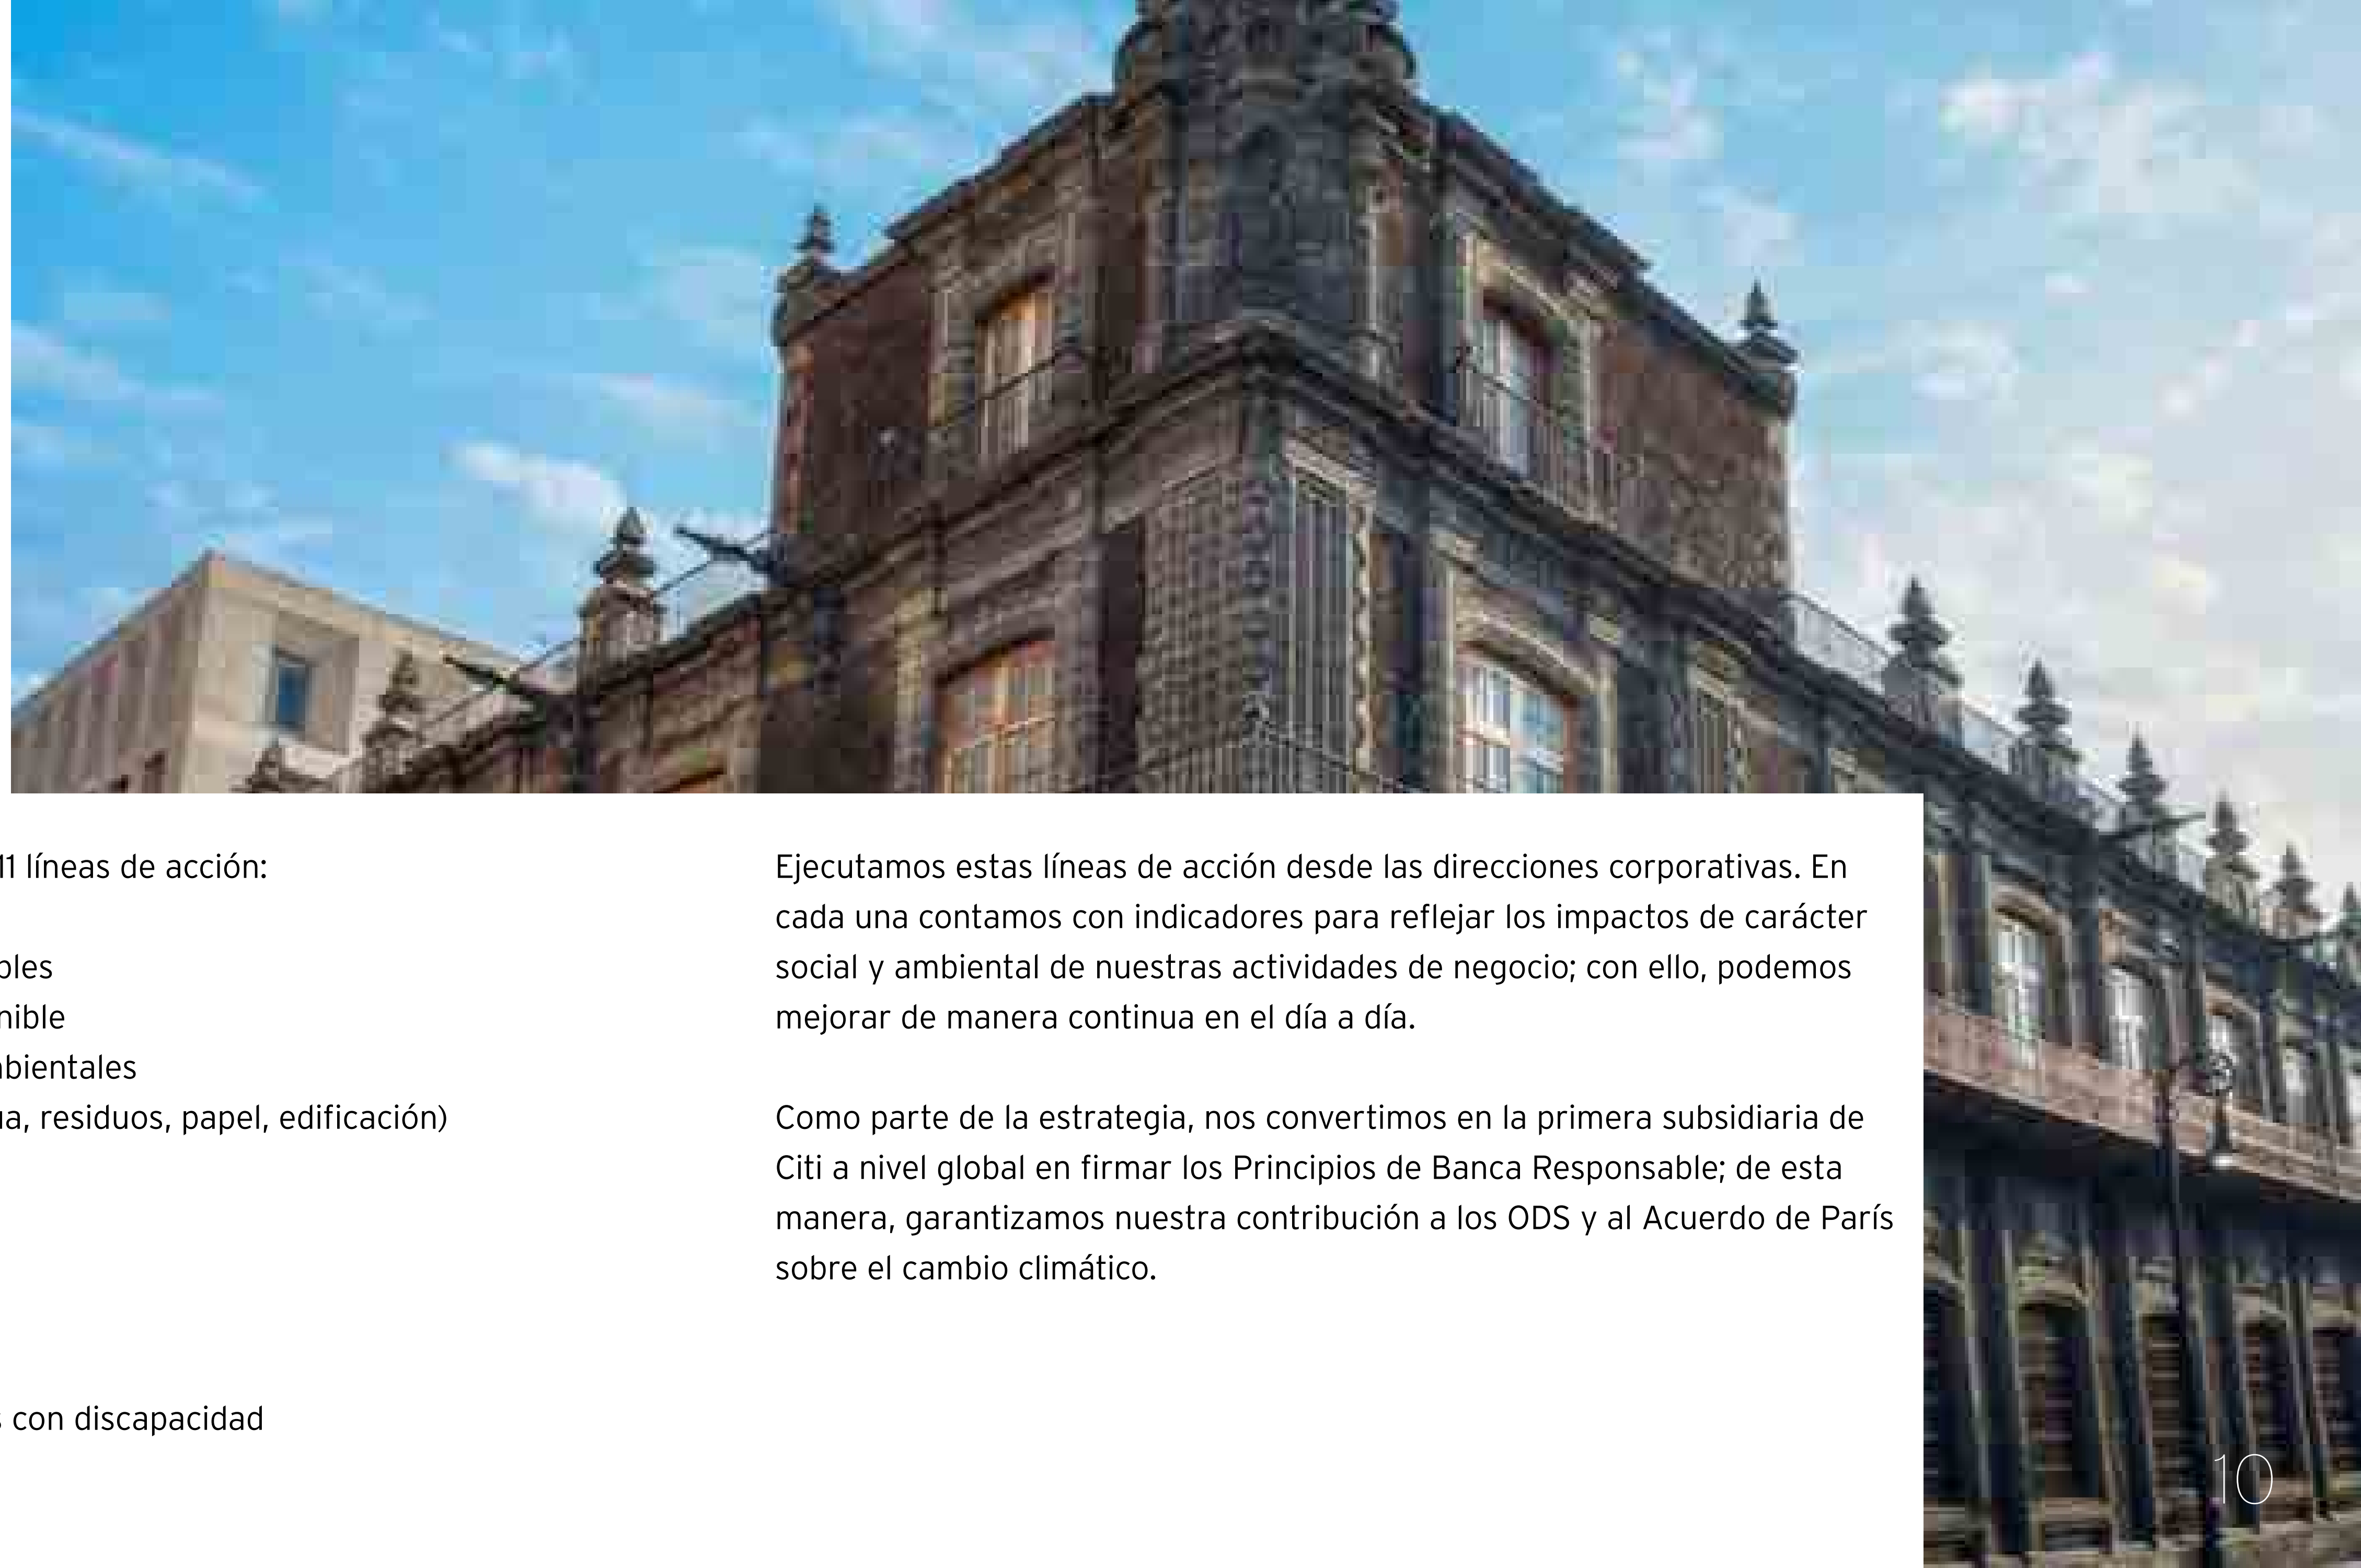 11 líneas de acción:
residuos, papel, edificación)
con discapacidad
Ejecutamos estas líneas de acción desde las direcciones corporativas. En
cada una contamos con indicadores para reflejar los impactos de carácter
social y ambiental de nuestras actividades de negocio; con ello, podemos
mejorar de manera continua en el día a día.
Como parte de la estrategia, nos convertimos en la primera subsidiaria de
Citi a nivel global en firmar los Principios de Banca Responsable; de esta
manera, garantizamos nuestra contribución a los ODS y al Acuerdo de París
sobre el cambio climático.
10